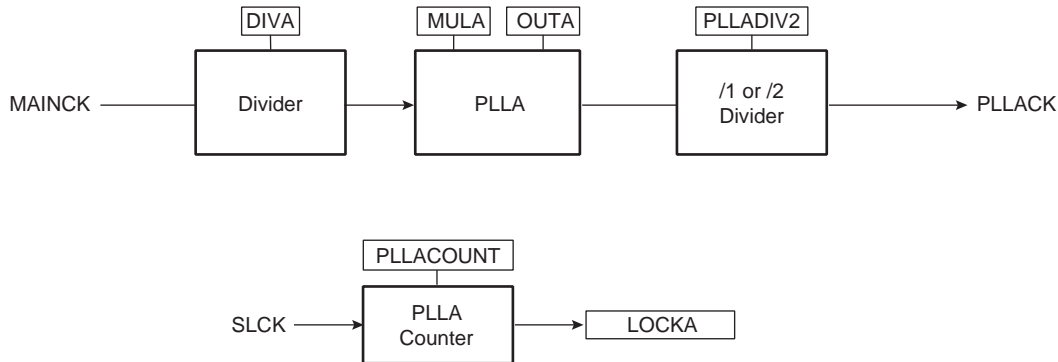 DIVA
MULA
OUTA
PLLADIV2
MAINCK
Divider
PLLA
/1 or /2
Divider
PLLACK
PLLACOUNT
SLCK
PLLA
Counter
LOCKA